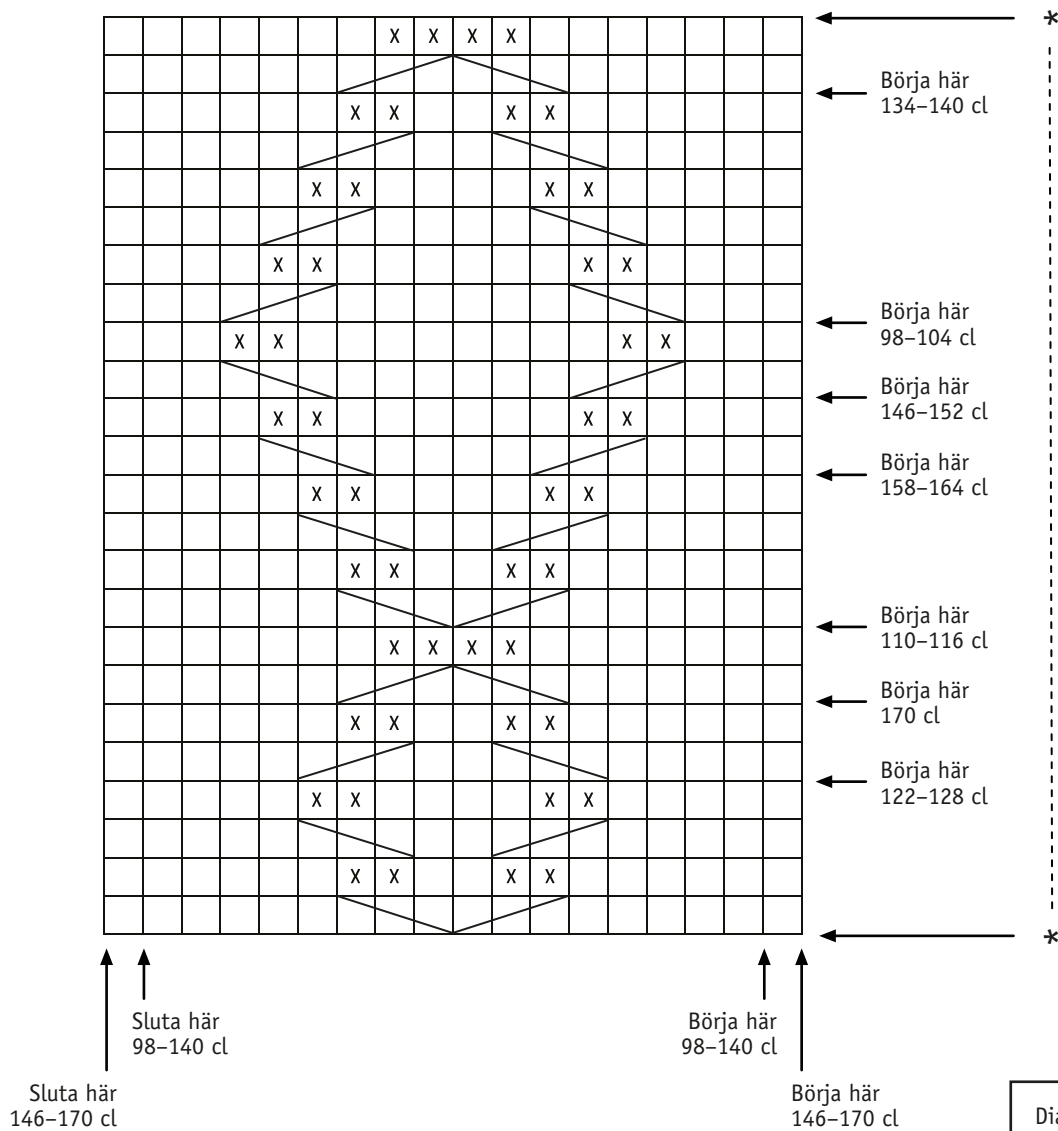 *
X X X X
Börja här
134–140 cl
X X X X
X X X X
X X X X
Börja här
98–104 cl
X X X X
Börja här
146–152 cl
X X X X
Börja här
158–164 cl
X X X X
X X X X
Börja här
110–116 cl
X X X X
Börja här
170 cl
X X X X
Börja här
122–128 cl
X X X X
X X X X
*
Sluta här
98–140 cl
Börja här
98–140 cl
Sluta här
146–170 cl
Börja här
146–170 cl